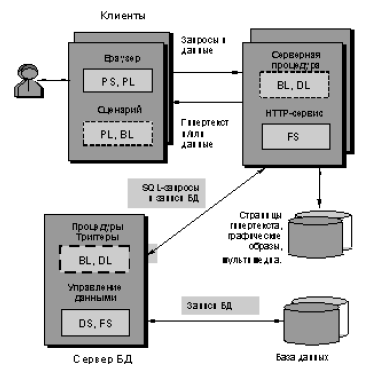 Клиенты
Браузер
PS, PL
Сценарий
PL, BL
Запросы и
данные
Гипертекст
и/или
данные
Серверная
процедура
BL, DL
HTTP-сервис
FS
SQL-запросы
и записи БД
Страницы
гипертекста,
графические
образы,
мультимедиа.
Процедуры
Триггеры
BL, DL
Управление
данными
DS, FS
Сервер БД
Записи БД
База данных